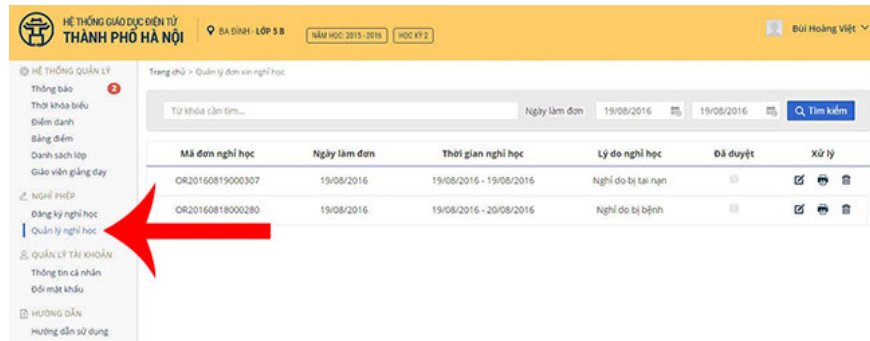 HỆ THỐNG GIÁO DỤC ĐIỆN TỬ
THÀNH PHỐ HÀ NỘI
BA ĐÌNH - LỚP 5 B
NĂM HỌC: 2015 - 2016
HỌC KỲ 2
Bùi Hoàng Việt
HỆ THỐNG QUẢN LÝ
Thông báo 2
Thời khóa biểu
Điểm danh
Bảng điểm
Danh sách lớp
Giáo viên giảng dạy
NGHỈ PHÉP
Đăng ký nghỉ học
Quản lý nghỉ học
QUẢN LÝ TÀI KHOẢN
Thông tin cá nhân
Đổi mật khẩu
HƯỚNG DẪN
Hướng dẫn sử dụng
Trang chủ > Quản lý đơn xin nghỉ học
Từ khóa cần tìm... Ngày làm đơn 19/08/2016 19/08/2016 Tìm kiếm
Mã đơn nghỉ học Ngày làm đơn Thời gian nghỉ học Lý do nghỉ học Đã duyệt Xử lý
OR20160819000307 19/08/2016 19/08/2016 - 19/08/2016 Nghỉ do bị tai nạn
OR20160818000280 19/08/2016 19/08/2016 - 20/08/2016 Nghỉ do bị bệnh